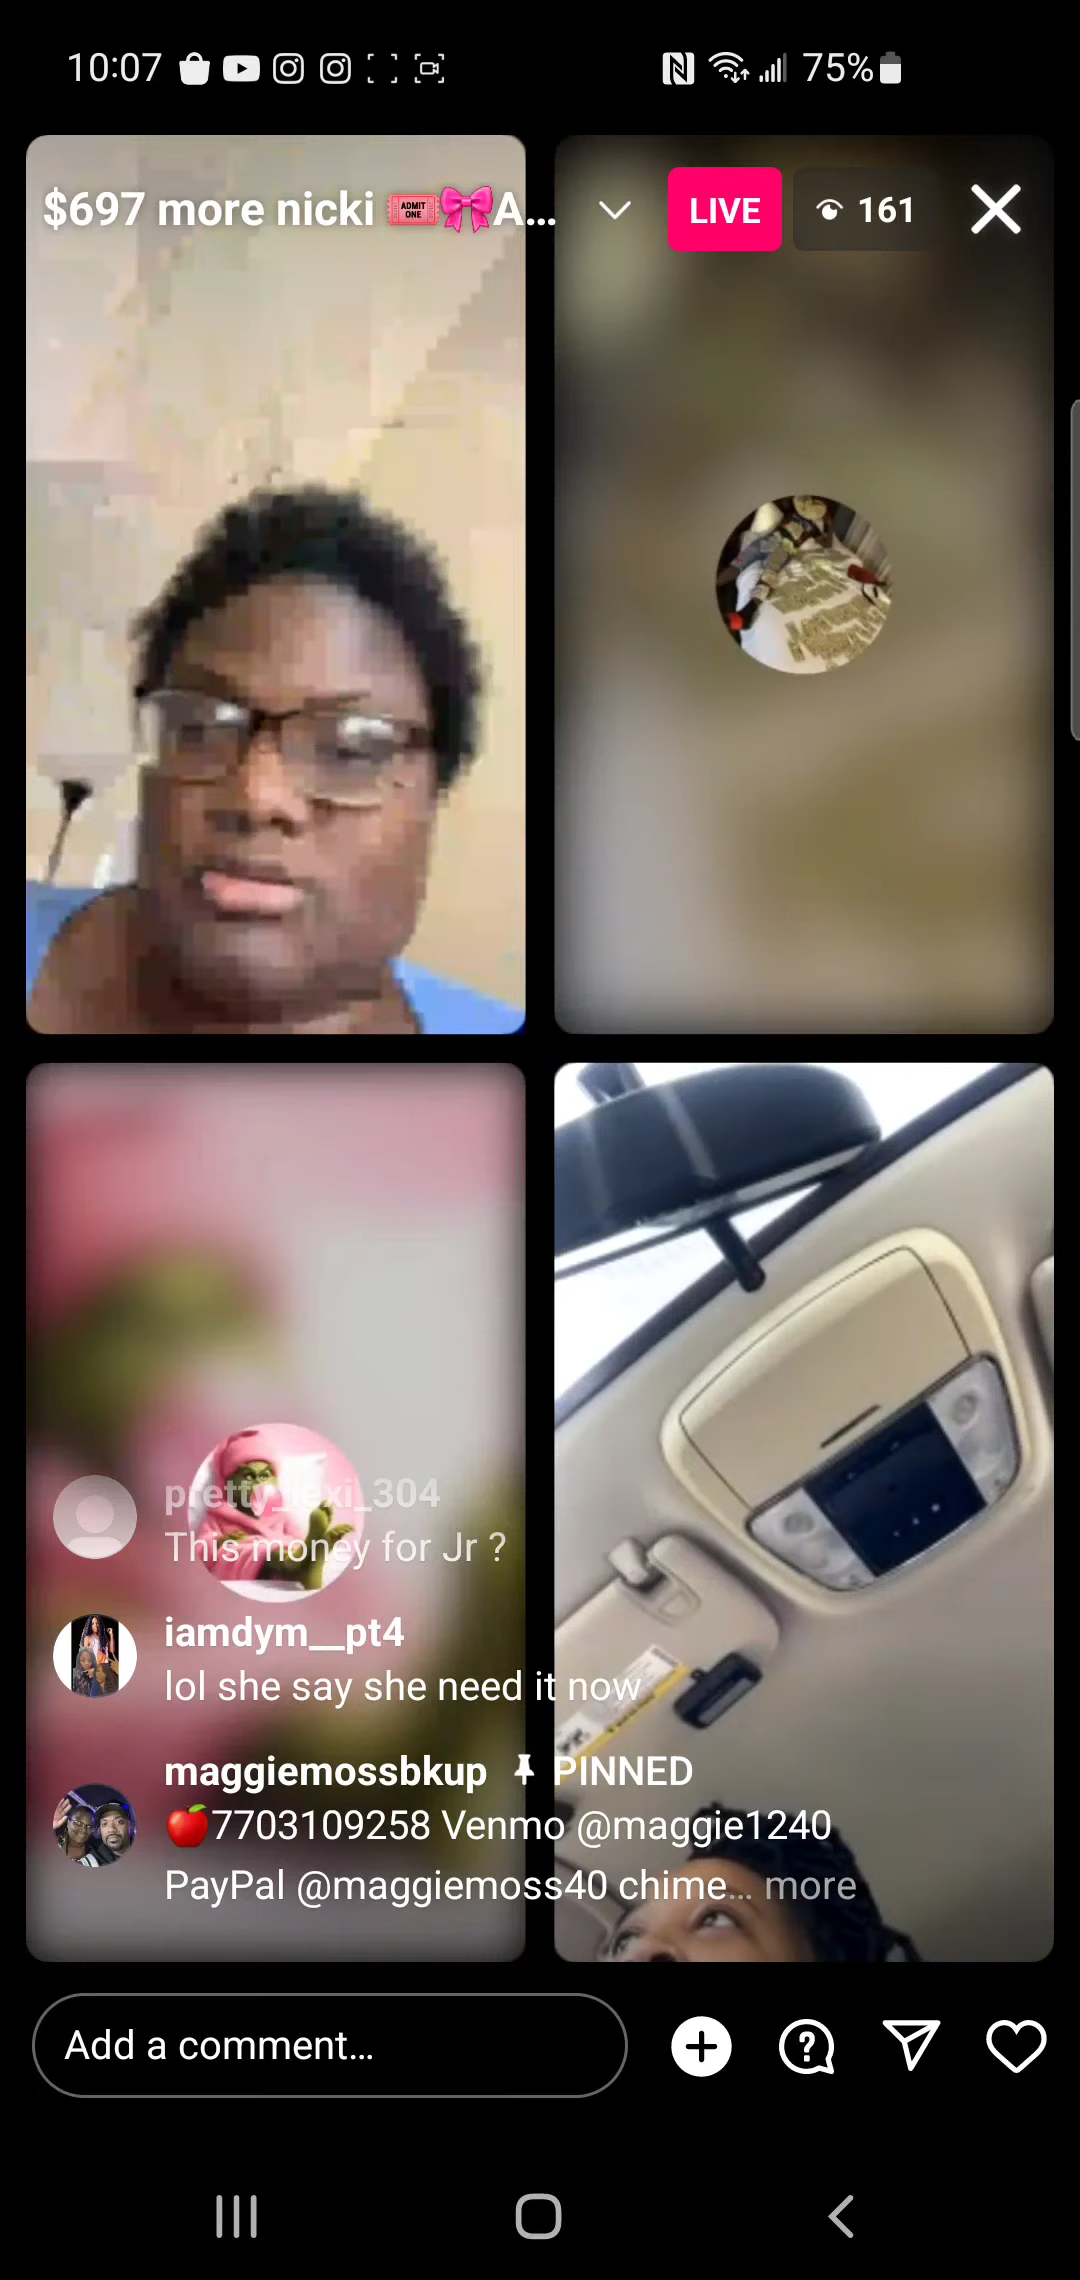 10:07 75%
$697 more nicki 🎟️🎀A...
LIVE 161
pretty_lexi_304
This money for Jr ?
iamdym__pt4
lol she say she need it now
maggiemossbkup PINNED
🍎7703109258 Venmo @maggie1240
PayPal @maggiemoss40 chime... more
Add a comment...